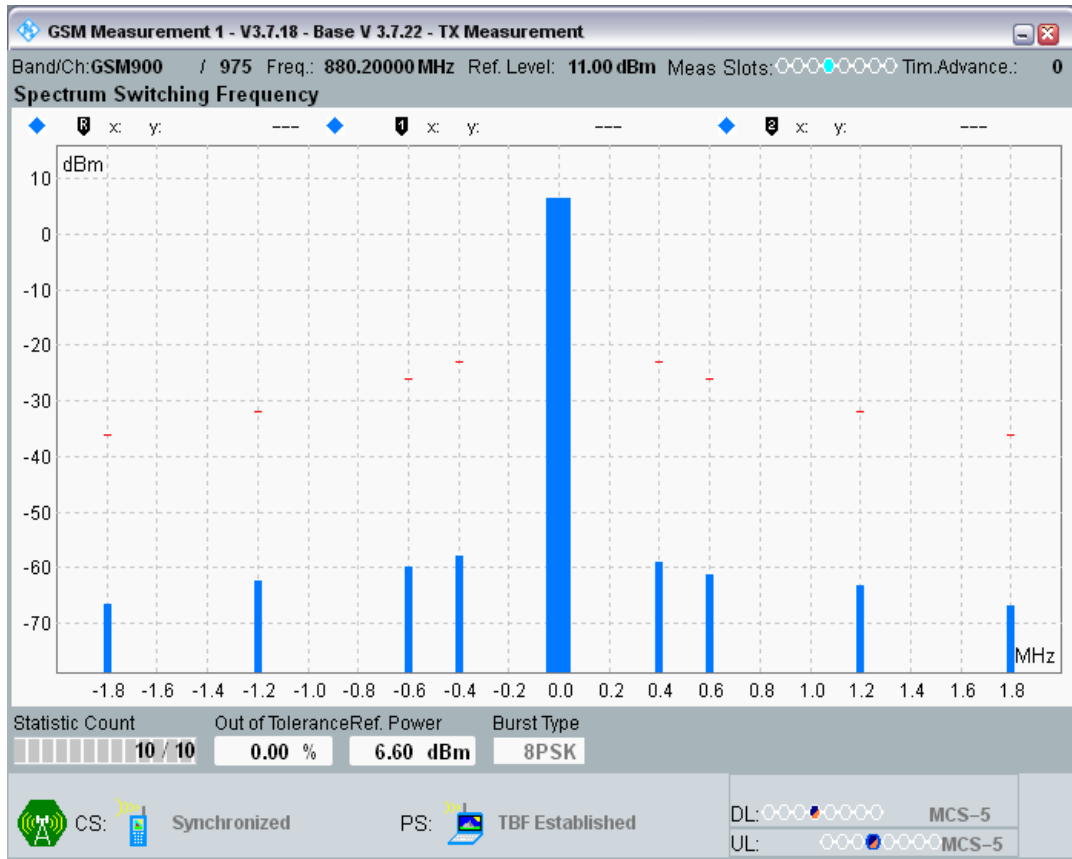 GSM Measurement 1 - V3.7.18 - Base V 3.7.22 - TX Measurement
Band/Ch:GSM900 / 975 Freq.: 880.20000 MHz Ref. Level: 11.00 dBm Meas Slots: Tim.Advance.: 0
Spectrum Switching Frequency
R x: y: --- 1 x: y: --- 2 x: y: ---
dBm
10
0
-10
-20
-30
-40
-50
-60
-70
MHz
-1.8 -1.6 -1.4 -1.2 -1.0 -0.8 -0.6 -0.4 -0.2 0.0 0.2 0.4 0.6 0.8 1.0 1.2 1.4 1.6 1.8
Statistic Count Out of Tolerance Ref. Power Burst Type
10 / 10 0.00 % 6.60 dBm 8PSK
CS: Synchronized PS: TBF Established
DL: MCS-5
UL: MCS-5